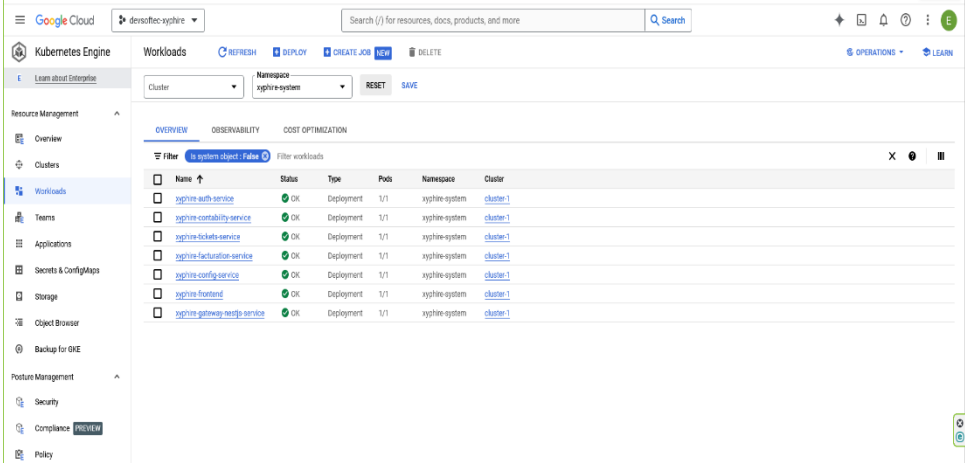 Google Cloud dervsoftec-xyphire Search (/) for resources, docs, products, and more Search E
Kubernetes Engine Workloads REFRESH DEPLOY CREATE JOB NEW DELETE OPERATIONS LEARN
E Learn about Enterprise
Cluster Namespace xyphire-system RESET SAVE
Resource Management
OVERVIEW OBSERVABILITY COST OPTIMIZATION
Overview
Filter Is system object : False Filter workloads
Clusters
Name Status Type Pods Namespace Cluster
Workloads
xyphire-auth-service OK Deployment 1/1 xyphire-system cluster-1
Teams
xyphire-contability-service OK Deployment 1/1 xyphire-system cluster-1
xyphire-tickets-service OK Deployment 1/1 xyphire-system cluster-1
Applications
xyphire-facturation-service OK Deployment 1/1 xyphire-system cluster-1
Secrets & ConfigMaps
xyphire-config-service OK Deployment 1/1 xyphire-system cluster-1
Storage
xyphire-frontend OK Deployment 1/1 xyphire-system cluster-1
xyphire-gateway-nestjs-service OK Deployment 1/1 xyphire-system cluster-1
Object Browser
Backup for GKE
Posture Management
Security
Compliance PREVIEW
Policy